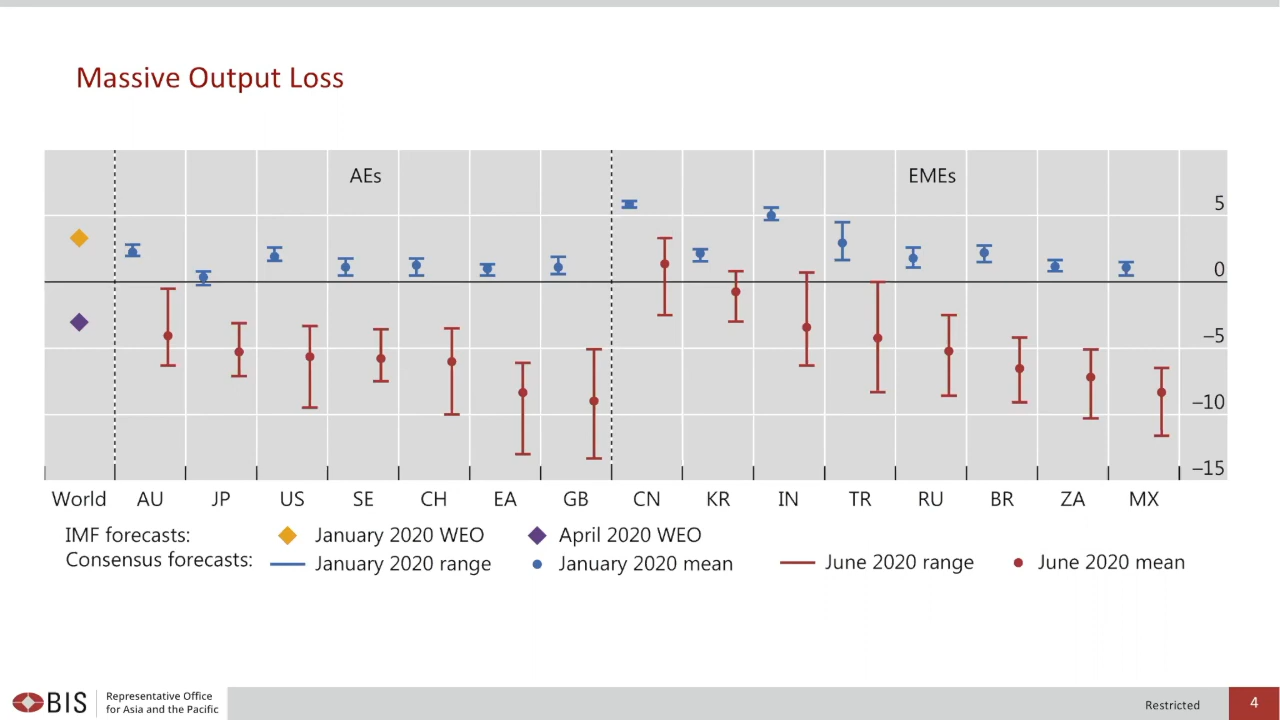 Massive Output Loss
AEs
EMEs
5
0
–5
–10
–15
World AU JP US SE CH EA GB CN KR IN TR RU BR ZA MX
IMF forecasts: January 2020 WEO April 2020 WEO
Consensus forecasts: January 2020 range January 2020 mean June 2020 range June 2020 mean
BIS
Representative Office
for Asia and the Pacific
Restricted
4